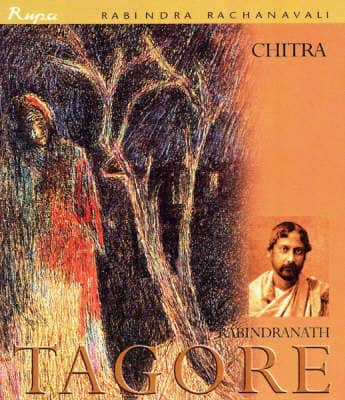 Rupa RABINDRA RACHANAVALI
CHITRA
RABINDRANATH
TAGORE